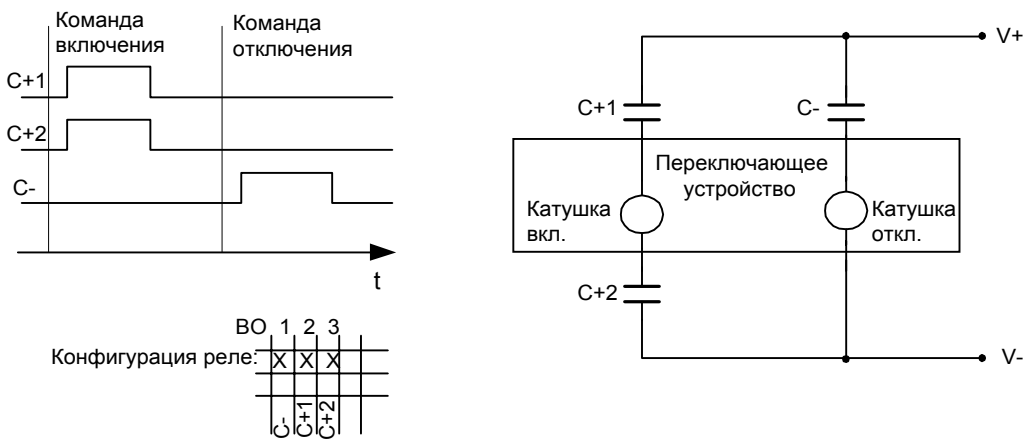 Команда
включения
Команда
отключения
C+1
C+2
C-
t
BO 1 2 3
Конфигурация реле:
X X X
C-
C+1
C+2
V+
C+1
C-
Переключающее
устройство
Катушка
вкл.
Катушка
откл.
C+2
V-